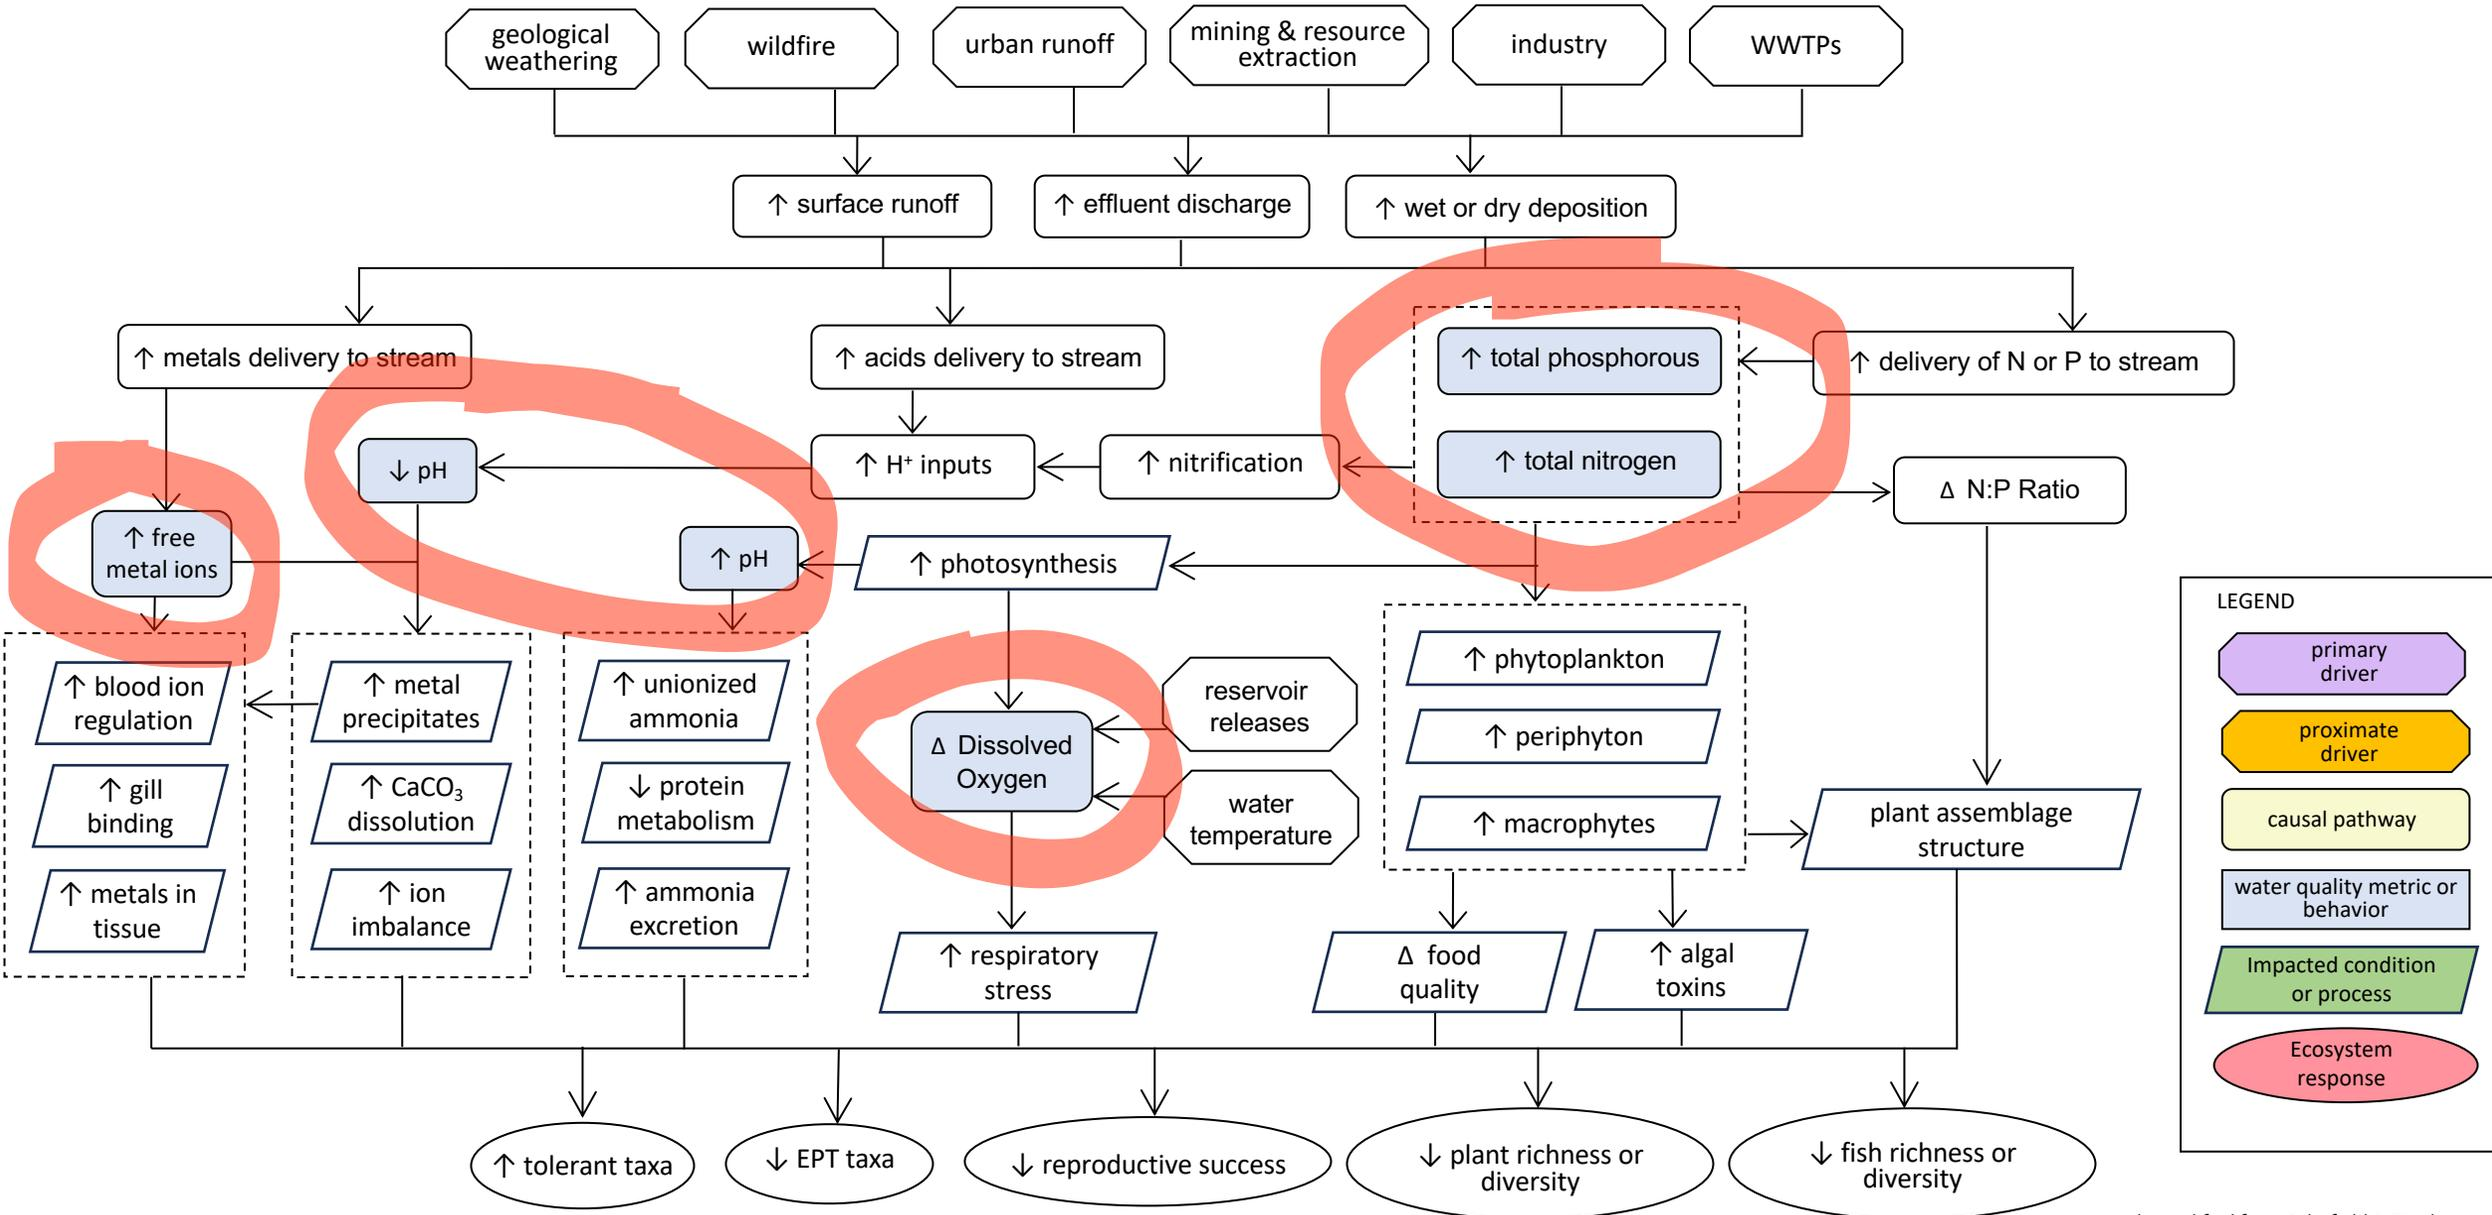 geological
weathering
wildfire
urban runoff
mining & resource
extraction
industry
WWTPs
↑ surface runoff
↑ effluent discharge
↑ wet or dry deposition
↑ metals delivery to stream
↑ acids delivery to stream
↑ total phosphorous
↑ delivery of N or P to stream
↓ pH
↑ H⁺ inputs
↑ nitrification
↑ total nitrogen
Δ N:P Ratio
↑ free
metal ions
↑ pH
↑ photosynthesis
↑ blood ion
regulation
↑ gill
binding
↑ metals in
tissue
↑ metal
precipitates
↑ CaCO₃
dissolution
↑ ion
imbalance
↑ unionized
ammonia
↓ protein
metabolism
↑ ammonia
excretion
Δ Dissolved
Oxygen
reservoir
releases
water
temperature
↑ phytoplankton
↑ periphyton
↑ macrophytes
plant assemblage
structure
↑ respiratory
stress
Δ food
quality
↑ algal
toxins
↑ tolerant taxa
↓ EPT taxa
↓ reproductive success
↓ plant richness or
diversity
↓ fish richness or
diversity
LEGEND
primary
driver
proximate
driver
causal pathway
water quality metric or
behavior
Impacted condition
or process
Ecosystem
response